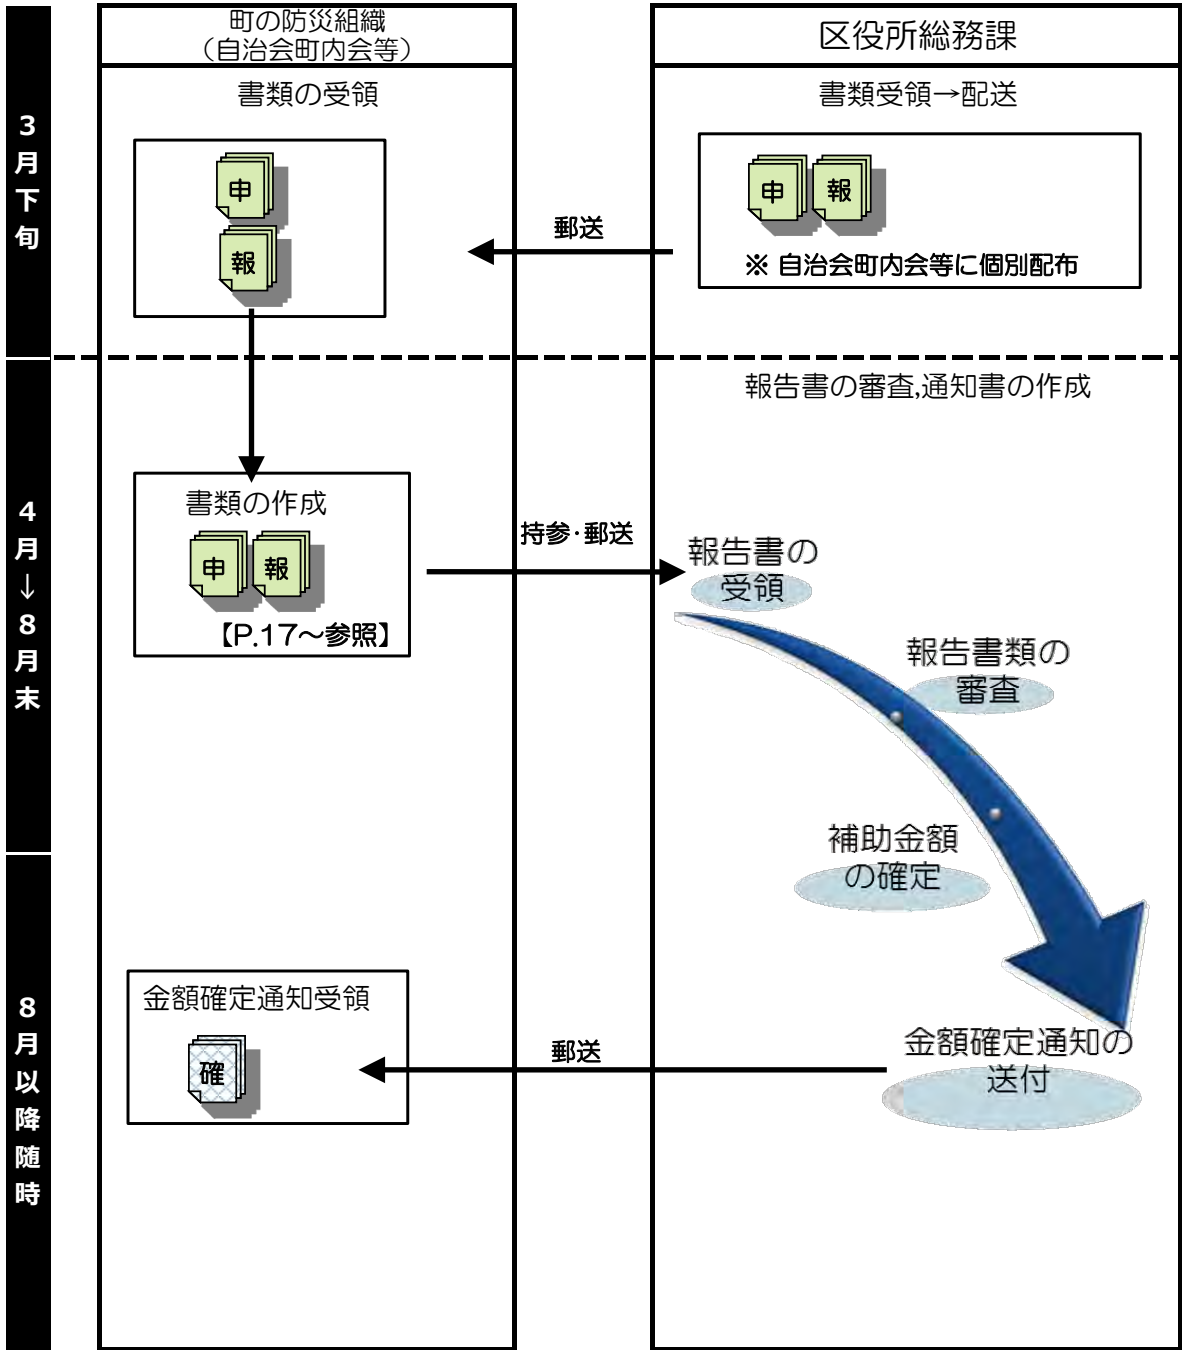 町の防災組織
（自治会町内会等）
区役所総務課
3月下旬
書類の受領
申
報
郵送
書類受領→配送
申
報
※ 自治会町内会等に個別配布
4月→8月末
報告書の審査,通知書の作成
書類の作成
申
報
【P.17～参照】
持参･郵送
報告書の
受領
報告書類の
審査
補助金額
の確定
8月以降随時
金額確定通知受領
確
郵送
金額確定通知の
送付